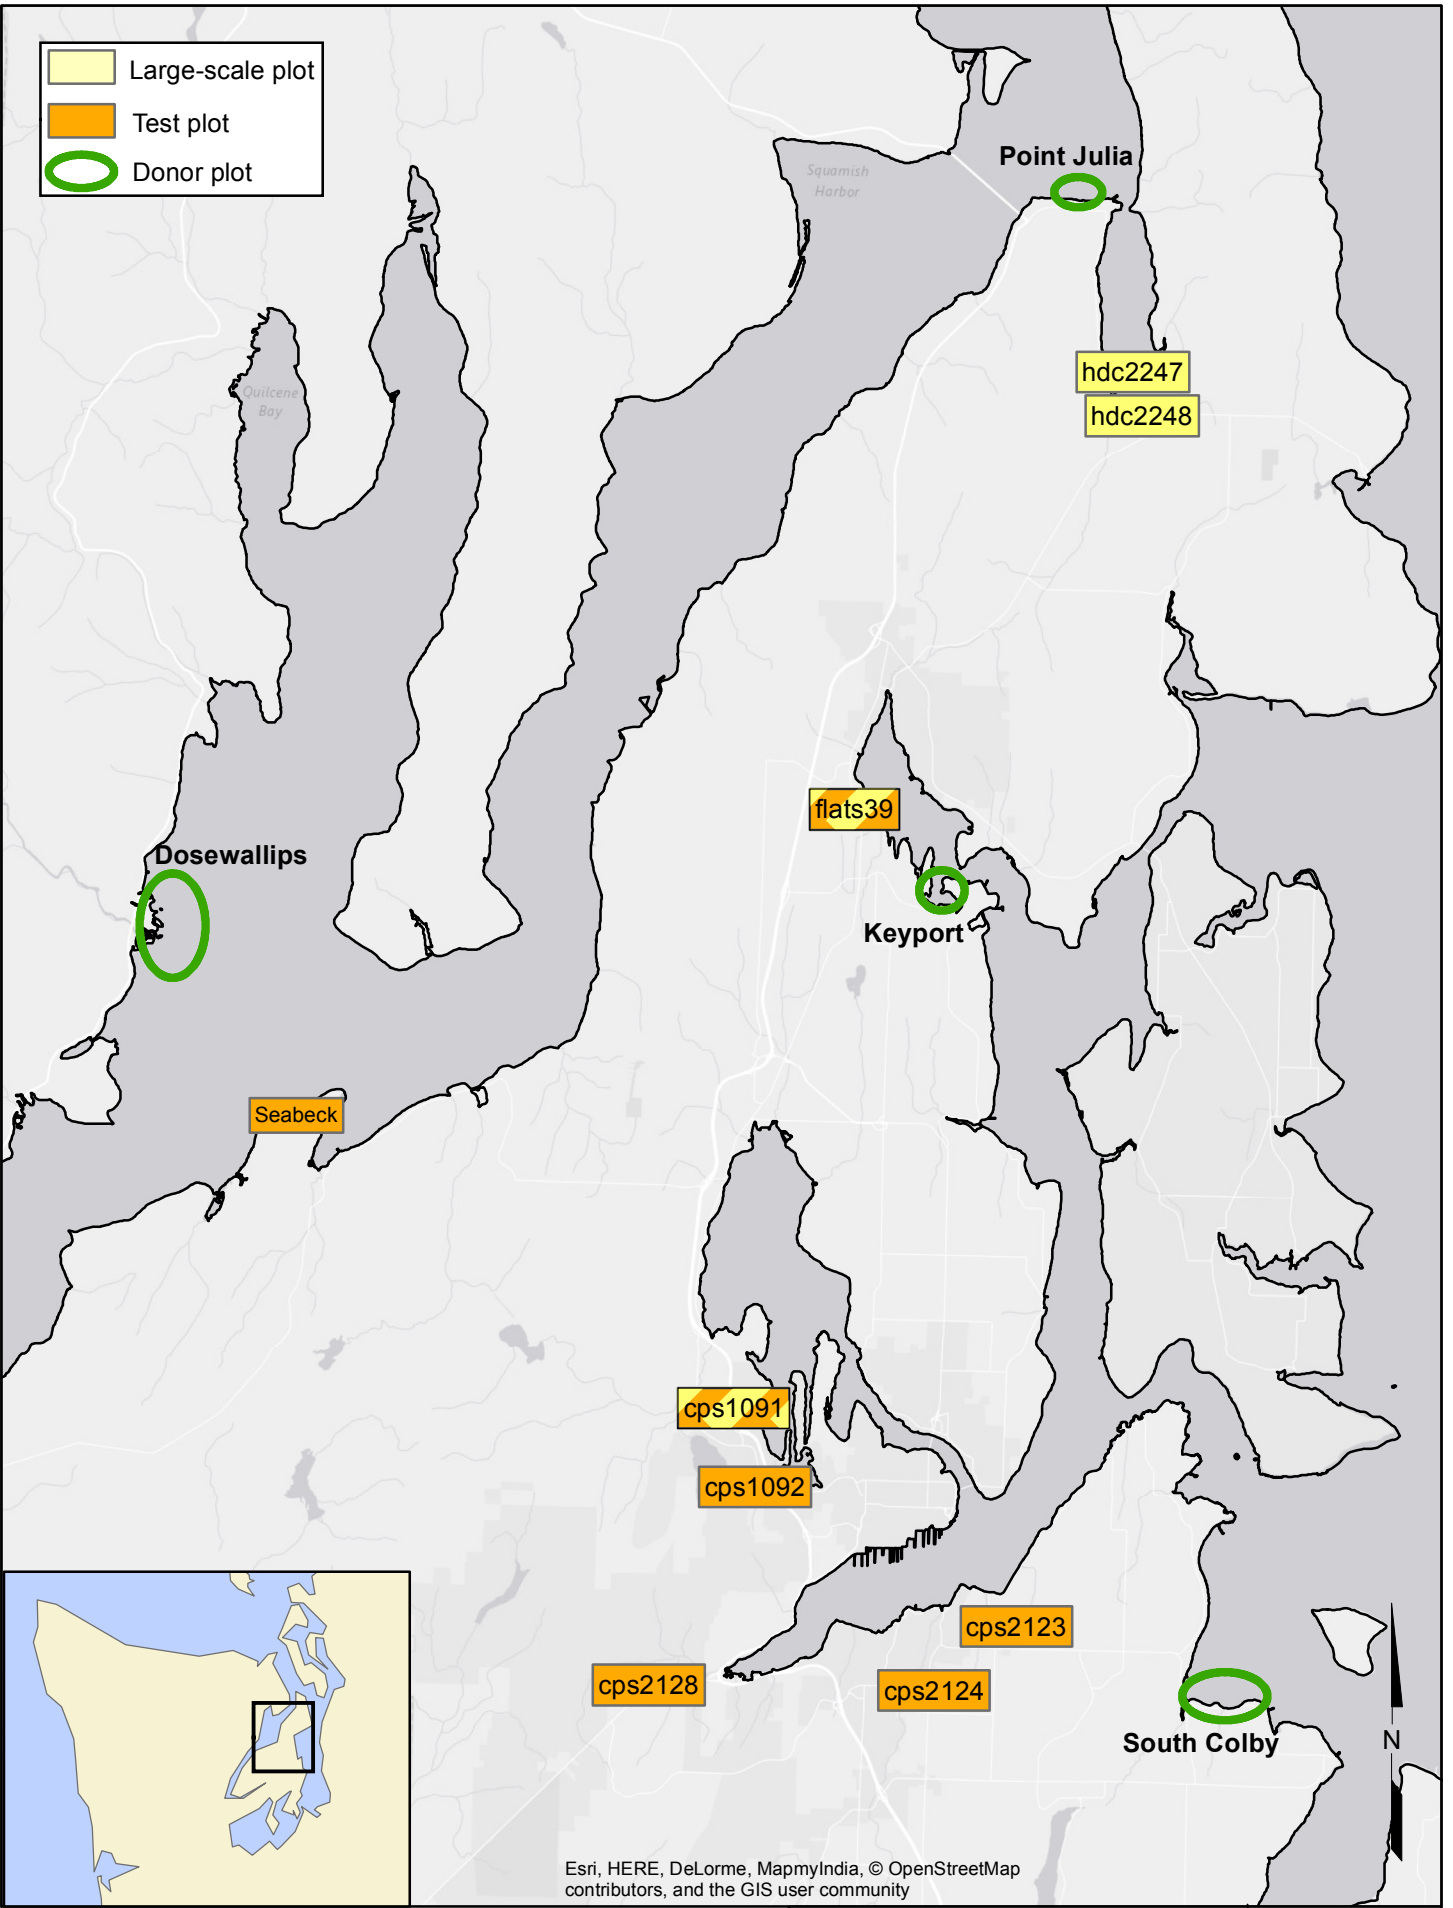 Large-scale plot
Test plot
Donor plot
Point Julia
Squamish
Harbor
hdc2247
hdc2248
Quilcene
Bay
flats39
Dosewallips
Keyport
Seabeck
cps1091
cps1092
cps2123
cps2128
cps2124
South Colby
N
Esri, HERE, DeLorme, MapmyIndia, © OpenStreetMap
contributors, and the GIS user community